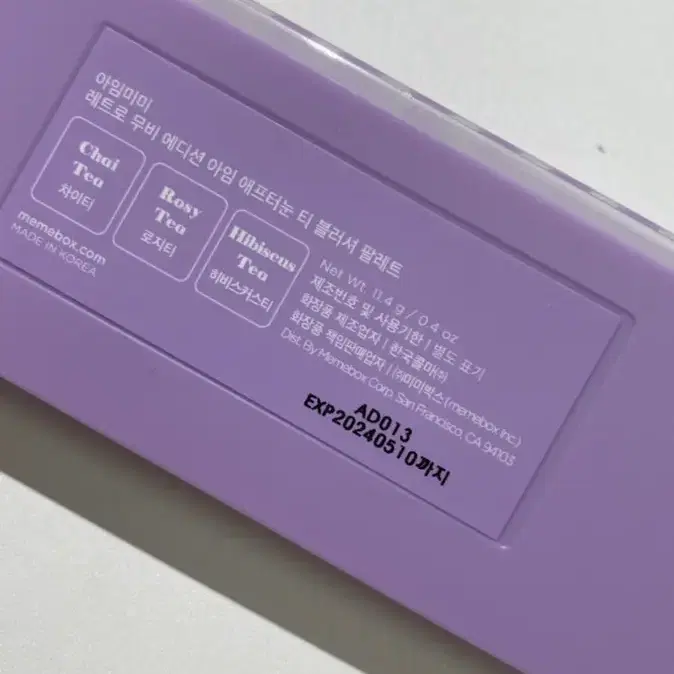 아임미미
레트로 무비 에디션 아임 애프터눈 티 블러셔 팔레트
Chai
Tea
차이티
Rosy
Tea
로지티
Hibiscus
Tea
히비스커스티
memebox.com
MADE IN KOREA
Net Wt. 11.4 g / 0.4 oz
제조번호 및 사용기한 | 별도 표기
화장품 제조업자 | 한국콜마㈜
화장품 책임판매업자 | ㈜미미박스 (memebox Inc.)
Dist. By Memebox Corp. San Francisco, CA 94103
AD013
EXP20240510까지